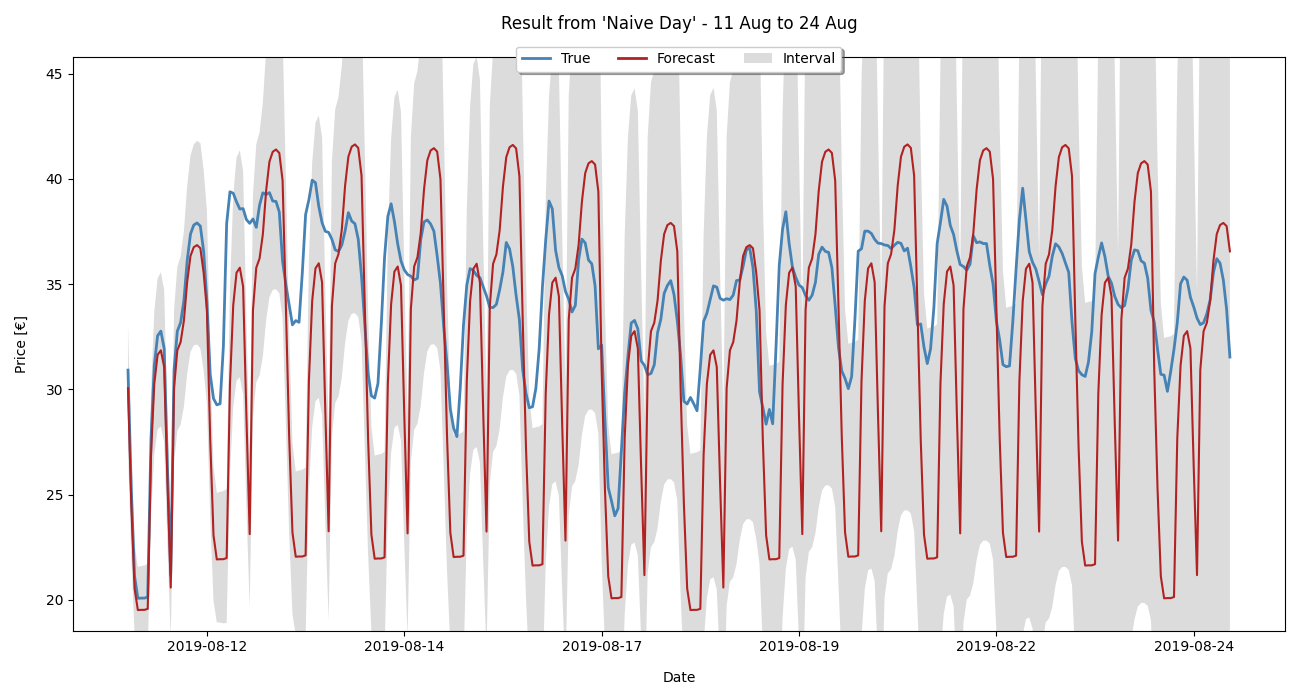 Result from 'Naive Day' - 11 Aug to 24 Aug
True
Forecast
Interval
45
40
35
30
25
20
Price [€]
2019-08-12
2019-08-14
2019-08-17
2019-08-19
2019-08-22
2019-08-24
Date